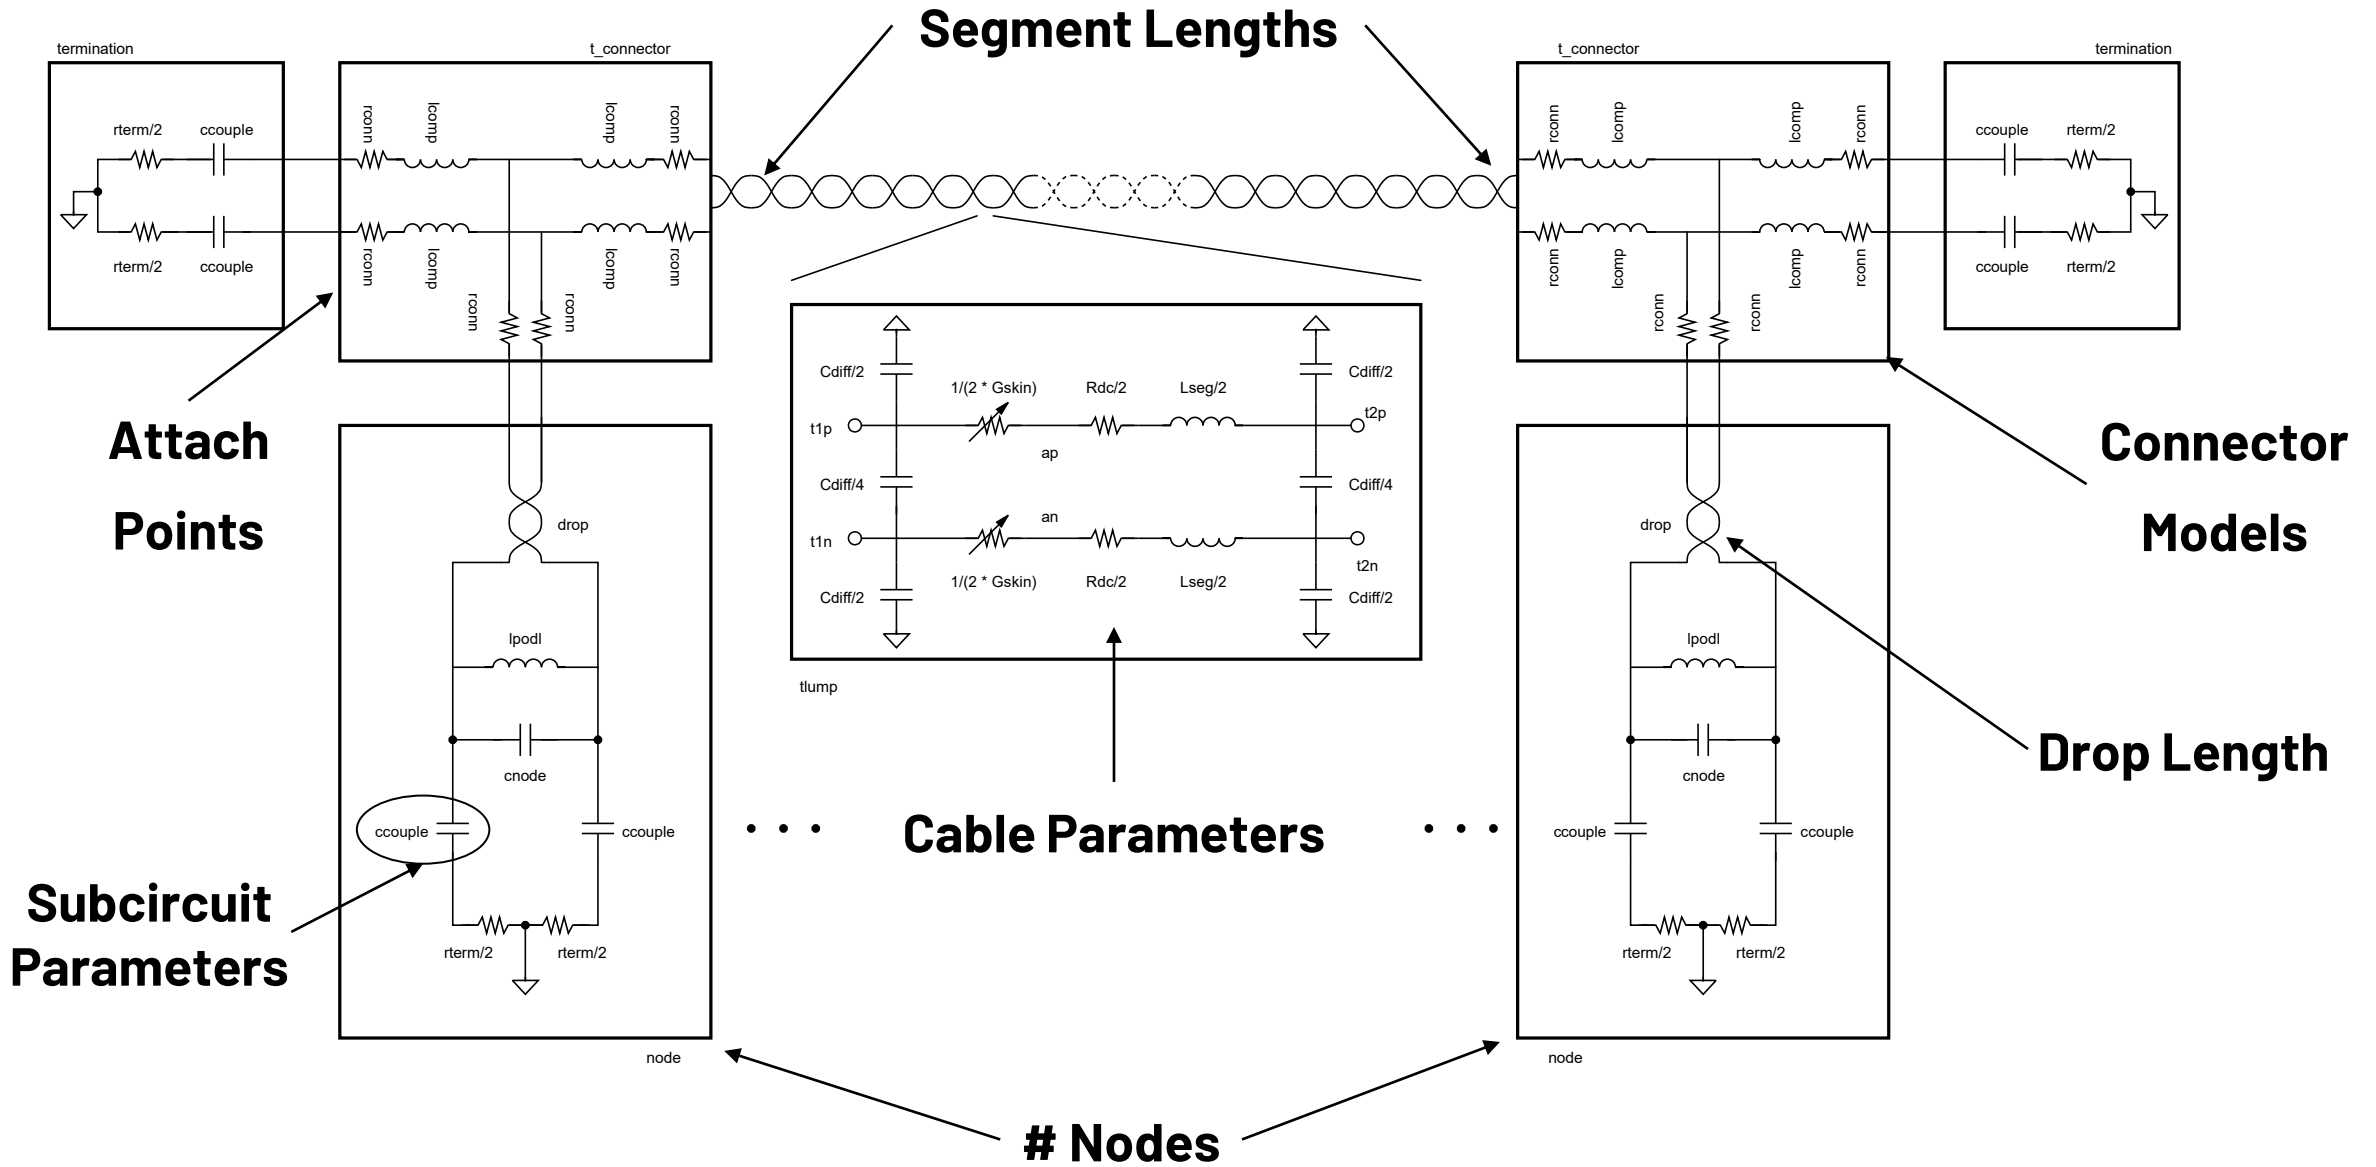 Segment Lengths
termination
t_connector
t_connector
termination
rconn
lcomp
lcomp
rconn
rconn
lcomp
lcomp
rconn
rterm/2
ccouple
ccouple
rterm/2
rterm/2
ccouple
rconn
lcomp
lcomp
rconn
rconn
lcomp
lcomp
rconn
ccouple
rterm/2
rconn
rconn
rconn
rconn
Cdiff/2
1/(2 * Gskin)
Rdc/2
Lseg/2
Cdiff/2
t1p
t2p
ap
Cdiff/4
Cdiff/4
an
t1n
t2n
Cdiff/2
1/(2 * Gskin)
Rdc/2
Lseg/2
Cdiff/2
tlump
Attach
Points
Connector
Models
drop
drop
lpodl
lpodl
cnode
cnode
Drop Length
ccouple
ccouple
• • •
Cable Parameters
• • •
ccouple
ccouple
Subcircuit
Parameters
rterm/2
rterm/2
rterm/2
rterm/2
node
node
# Nodes